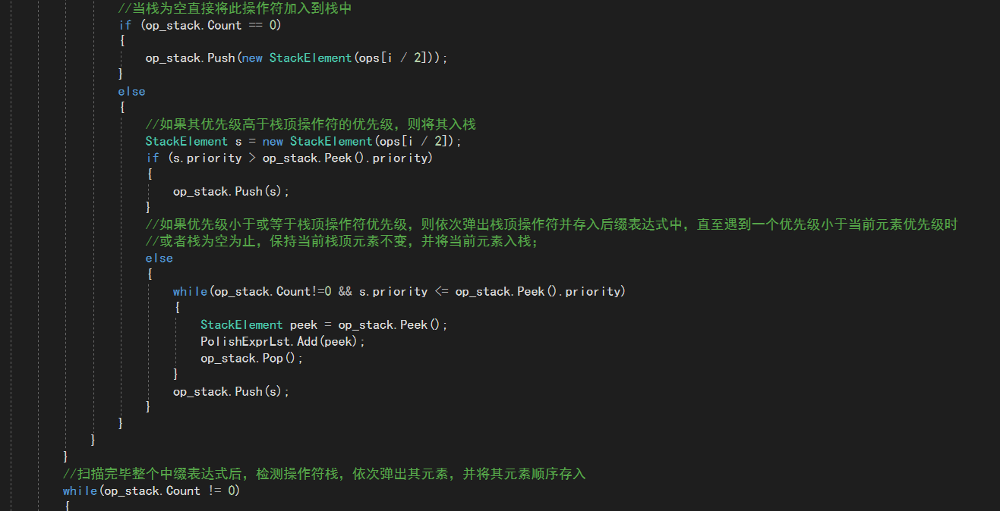 //当栈为空直接将此操作符加入到栈中
if (op_stack.Count == 0)
{
op_stack.Push(new StackElement(ops[i / 2]));
}
else
{
//如果其优先级高于栈顶操作符的优先级，则将其入栈
StackElement s = new StackElement(ops[i / 2]);
if (s.priority > op_stack.Peek().priority)
{
op_stack.Push(s);
}
//如果优先级小于或等于栈顶操作符优先级，则依次弹出栈顶操作符并存入后缀表达式中，直至遇到一个优先级小于当前元素优先级时
//或者栈为空为止，保持当前栈顶元素不变，并将当前元素入栈；
else
{
while(op_stack.Count!=0 && s.priority <= op_stack.Peek().priority)
{
StackElement peek = op_stack.Peek();
PolishExprLst.Add(peek);
op_stack.Pop();
}
op_stack.Push(s);
}
}
}
}
//扫描完毕整个中缀表达式后，检测操作符栈，依次弹出其元素，并将其元素顺序存入
while(op_stack.Count != 0)
{